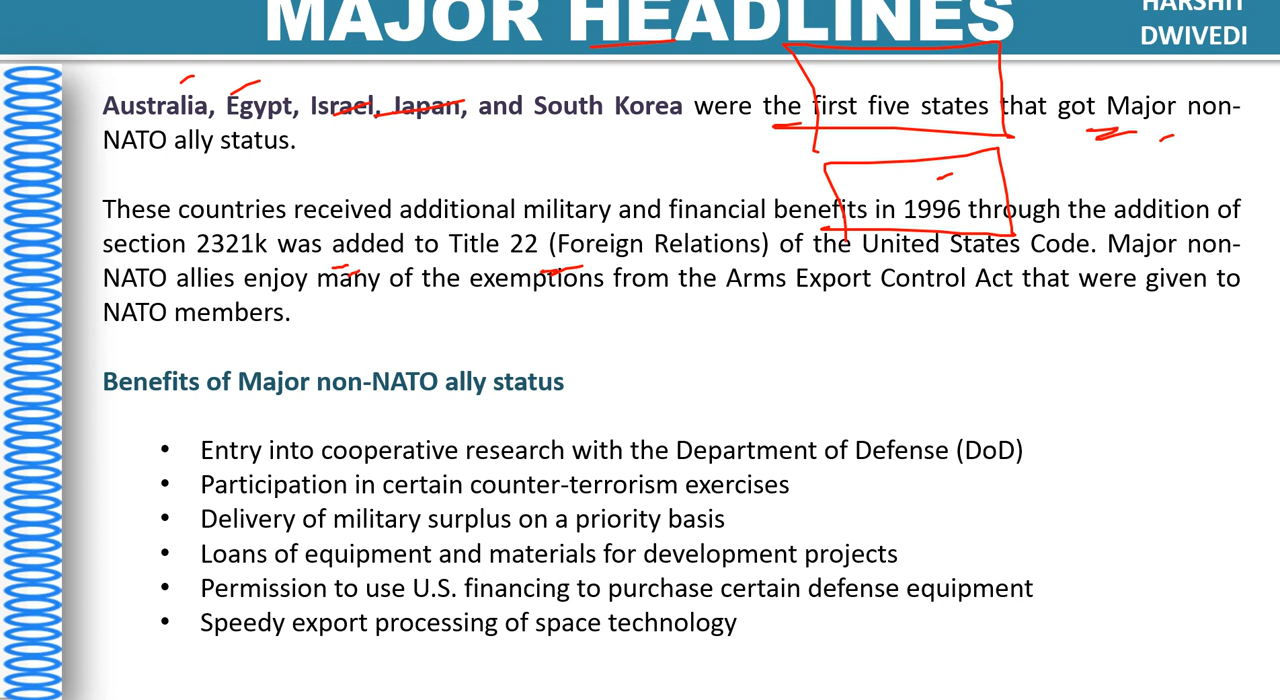 MAJOR HEADLINES
HARSHIT
DWIVEDI
Australia, Egypt, Israel, Japan, and South Korea were the first five states that got Major non-
NATO ally status.
These countries received additional military and financial benefits in 1996 through the addition of
section 2321k was added to Title 22 (Foreign Relations) of the United States Code. Major non-
NATO allies enjoy many of the exemptions from the Arms Export Control Act that were given to
NATO members.
Benefits of Major non-NATO ally status
• Entry into cooperative research with the Department of Defense (DoD)
• Participation in certain counter-terrorism exercises
• Delivery of military surplus on a priority basis
• Loans of equipment and materials for development projects
• Permission to use U.S. financing to purchase certain defense equipment
• Speedy export processing of space technology